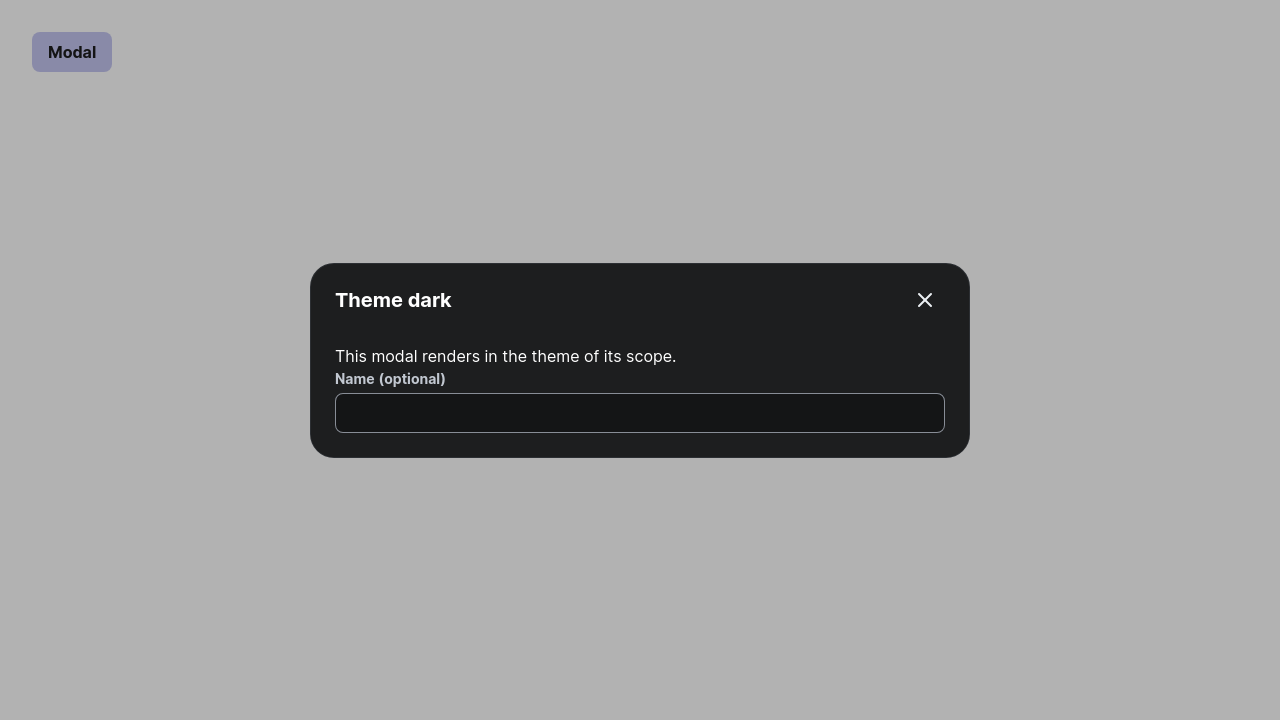 Modal
Theme dark
This modal renders in the theme of its scope.
Name (optional)